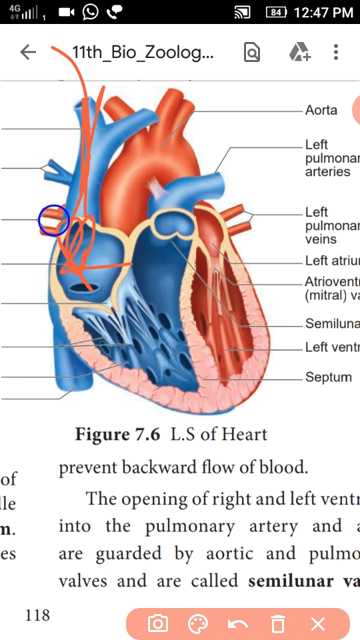 4G 1 84 12:47 PM
11th_Bio_Zoolog...
Aorta
Left
pulmonar
arteries
Left
pulmonar
veins
Left atriu
Atriovent
(mitral) va
Semiluna
Left ventr
Septum
Figure 7.6 L.S of Heart
prevent backward flow of blood.
of
The opening of right and left ventr
lle
into the pulmonary artery and a
m.
are guarded by aortic and pulmo
es
valves and are called semilunar va
118